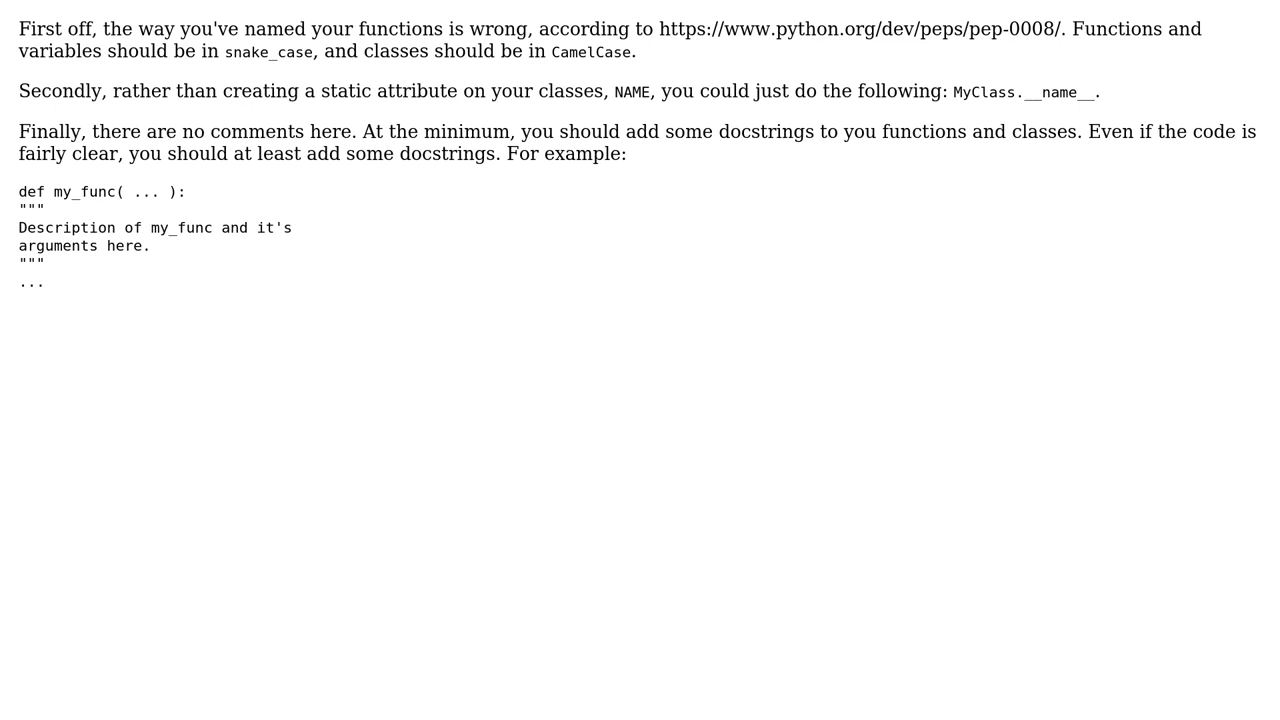 First off, the way you've named your functions is wrong, according to https://www.python.org/dev/peps/pep-0008/. Functions and
variables should be in snake_case, and classes should be in CamelCase.
Secondly, rather than creating a static attribute on your classes, NAME, you could just do the following: MyClass.__name__.
Finally, there are no comments here. At the minimum, you should add some docstrings to you functions and classes. Even if the code is
fairly clear, you should at least add some docstrings. For example:
def my_func( ... ):
"""
Description of my_func and it's
arguments here.
"""
...